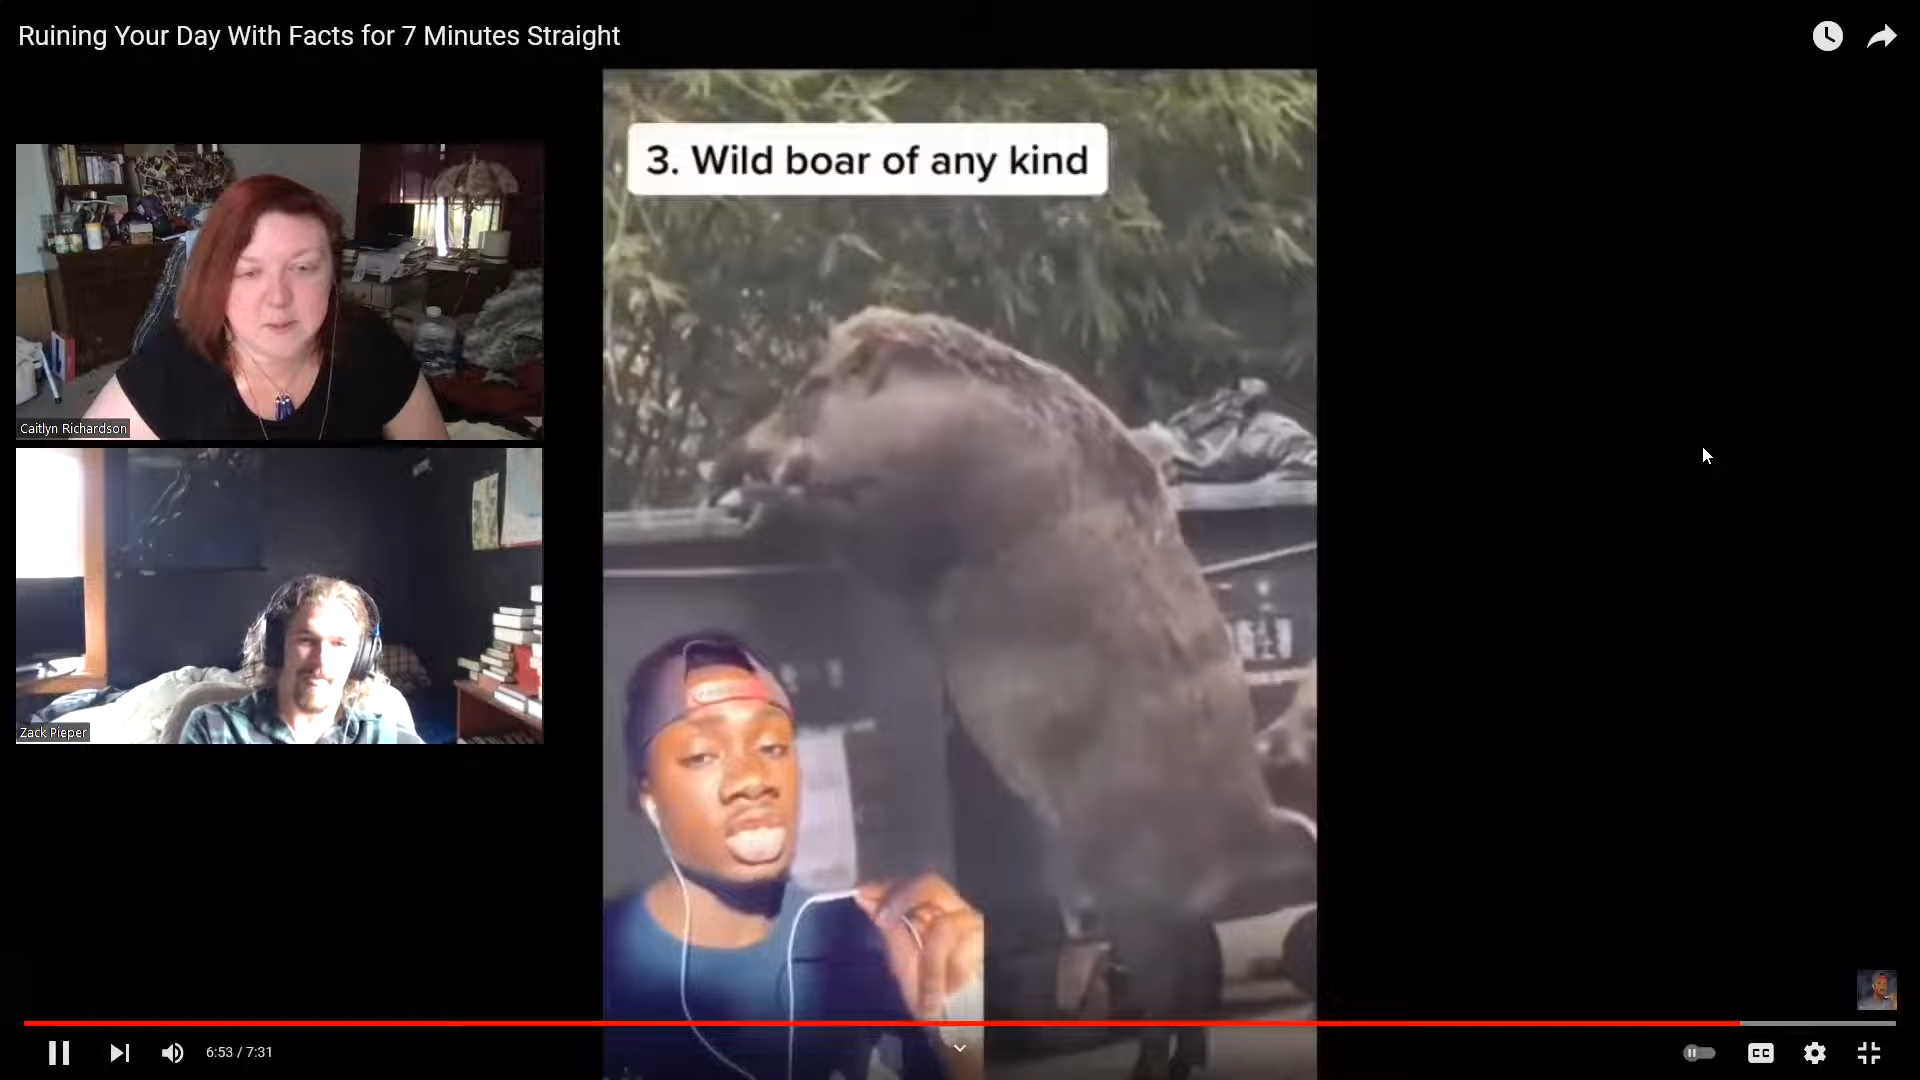 Ruining Your Day With Facts for 7 Minutes Straight
3. Wild boar of any kind
Caitlyn Richardson
Zack Pieper
6:53 / 7:31
CC